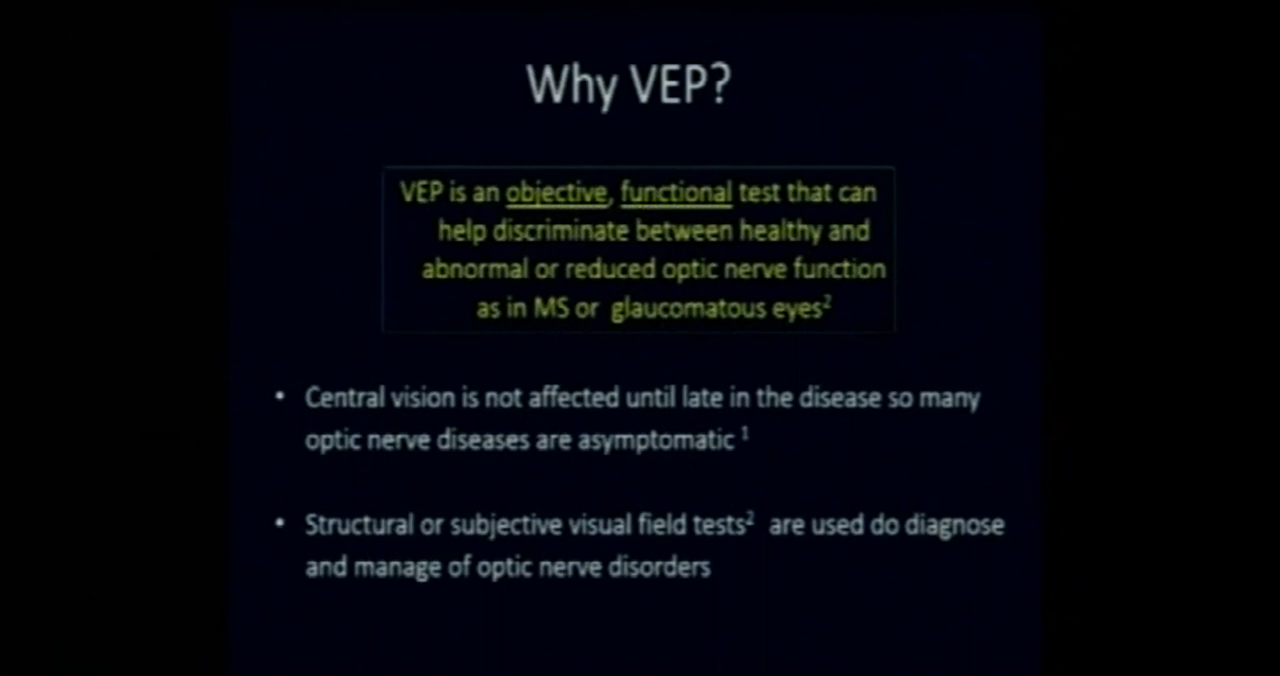 Why VEP?
VEP is an objective, functional test that can
help discriminate between healthy and
abnormal or reduced optic nerve function
as in MS or glaucomatous eyes²
• Central vision is not affected until late in the disease so many
optic nerve diseases are asymptomatic ¹
• Structural or subjective visual field tests² are used do diagnose
and manage of optic nerve disorders